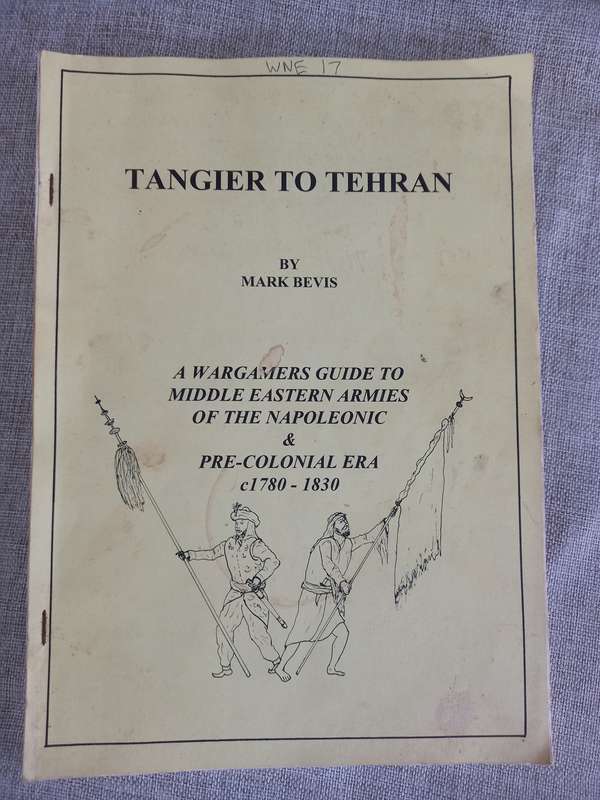 WNE 17
TANGIER TO TEHRAN
BY
MARK BEVIS
A WARGAMERS GUIDE TO
MIDDLE EASTERN ARMIES
OF THE NAPOLEONIC
&
PRE-COLONIAL ERA
c1780 - 1830